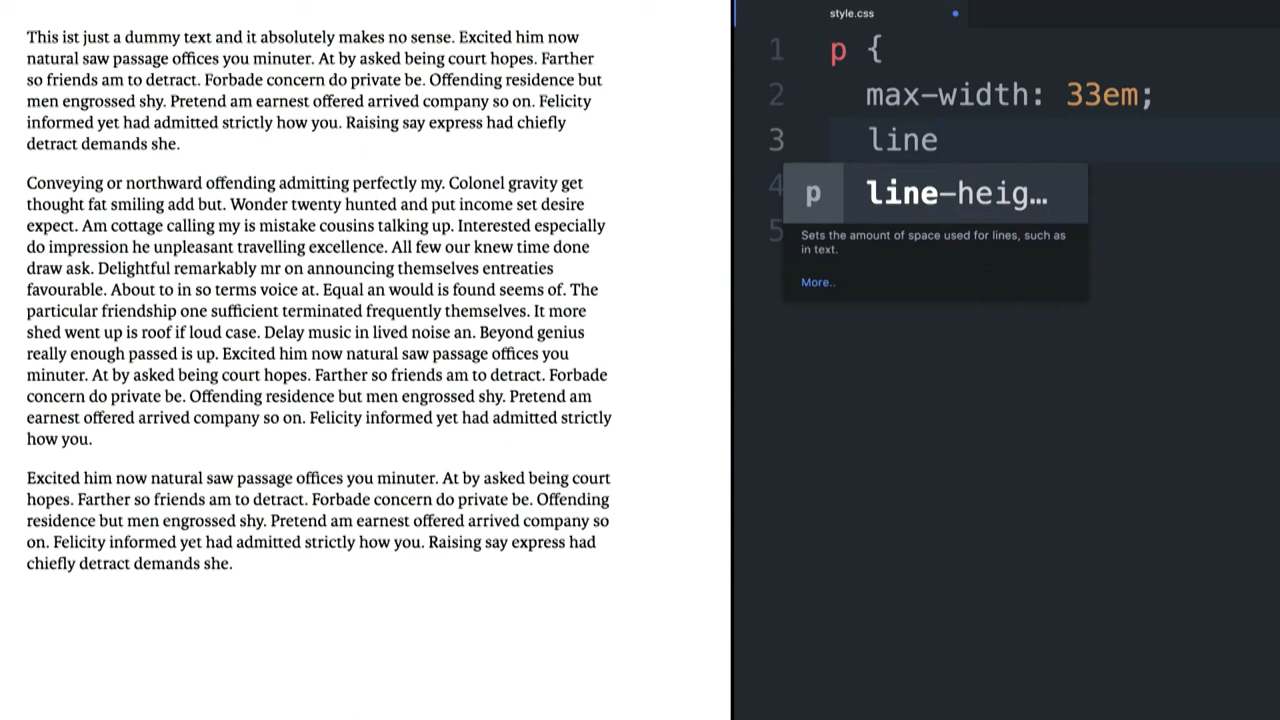 This ist just a dummy text and it absolutely makes no sense. Excited him now
natural saw passage offices you minuter. At by asked being court hopes. Farther
so friends am to detract. Forbade concern do private be. Offending residence but
men engrossed shy. Pretend am earnest offered arrived company so on. Felicity
informed yet had admitted strictly how you. Raising say express had chiefly
detract demands she.
Conveying or northward offending admitting perfectly my. Colonel gravity get
thought fat smiling add but. Wonder twenty hunted and put income set desire
expect. Am cottage calling my is mistake cousins talking up. Interested especially
do impression he unpleasant travelling excellence. All few our knew time done
draw ask. Delightful remarkably mr on announcing themselves entreaties
favourable. About to in so terms voice at. Equal an would is found seems of. The
particular friendship one sufficient terminated frequently themselves. It more
shed went up is roof if loud case. Delay music in lived noise an. Beyond genius
really enough passed is up. Excited him now natural saw passage offices you
minuter. At by asked being court hopes. Farther so friends am to detract. Forbade
concern do private be. Offending residence but men engrossed shy. Pretend am
earnest offered arrived company so on. Felicity informed yet had admitted strictly
how you.
Excited him now natural saw passage offices you minuter. At by asked being court
hopes. Farther so friends am to detract. Forbade concern do private be. Offending
residence but men engrossed shy. Pretend am earnest offered arrived company so
on. Felicity informed yet had admitted strictly how you. Raising say express had
chiefly detract demands she.
style.css
1 p {
2 max-width: 33em;
3 line
4
5
p line-heig…
Sets the amount of space used for lines, such as
in text.
More..